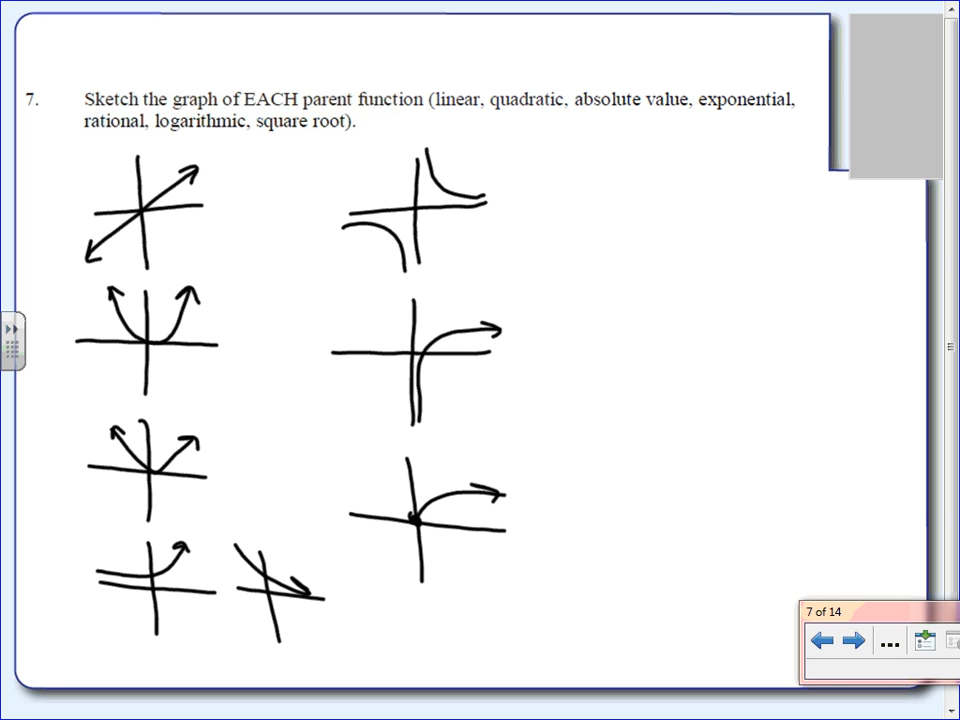 7. Sketch the graph of EACH parent function (linear, quadratic, absolute value, exponential,
rational, logarithmic, square root).
7 of 14
...